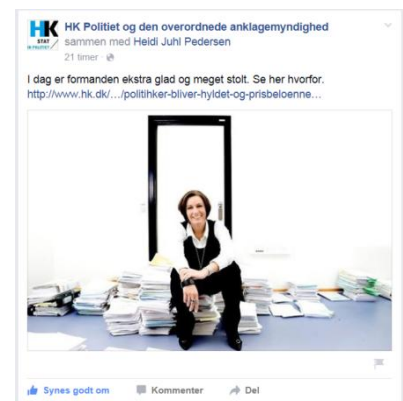 HK Politiet og den overordnede anklagemyndighed
sammen med Heidi Juhl Pedersen
21 timer
I dag er formanden ekstra glad og meget stolt. Se her hvorfor.
http://www.hk.dk/…/politihker-bliver-hyldet-og-prisbeloenne…
HK
STAT
Synes godt om Kommenter Del